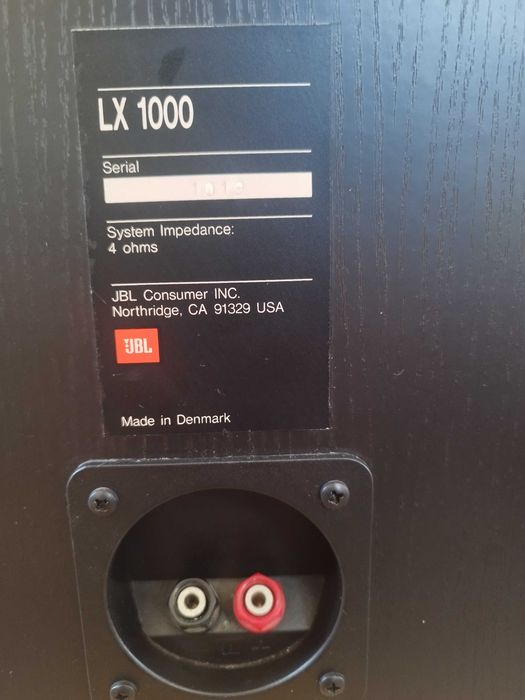 LX 1000
Serial
System Impedance:
4 ohms
JBL Consumer INC.
Northridge, CA 91329 USA
JBL
Made in Denmark